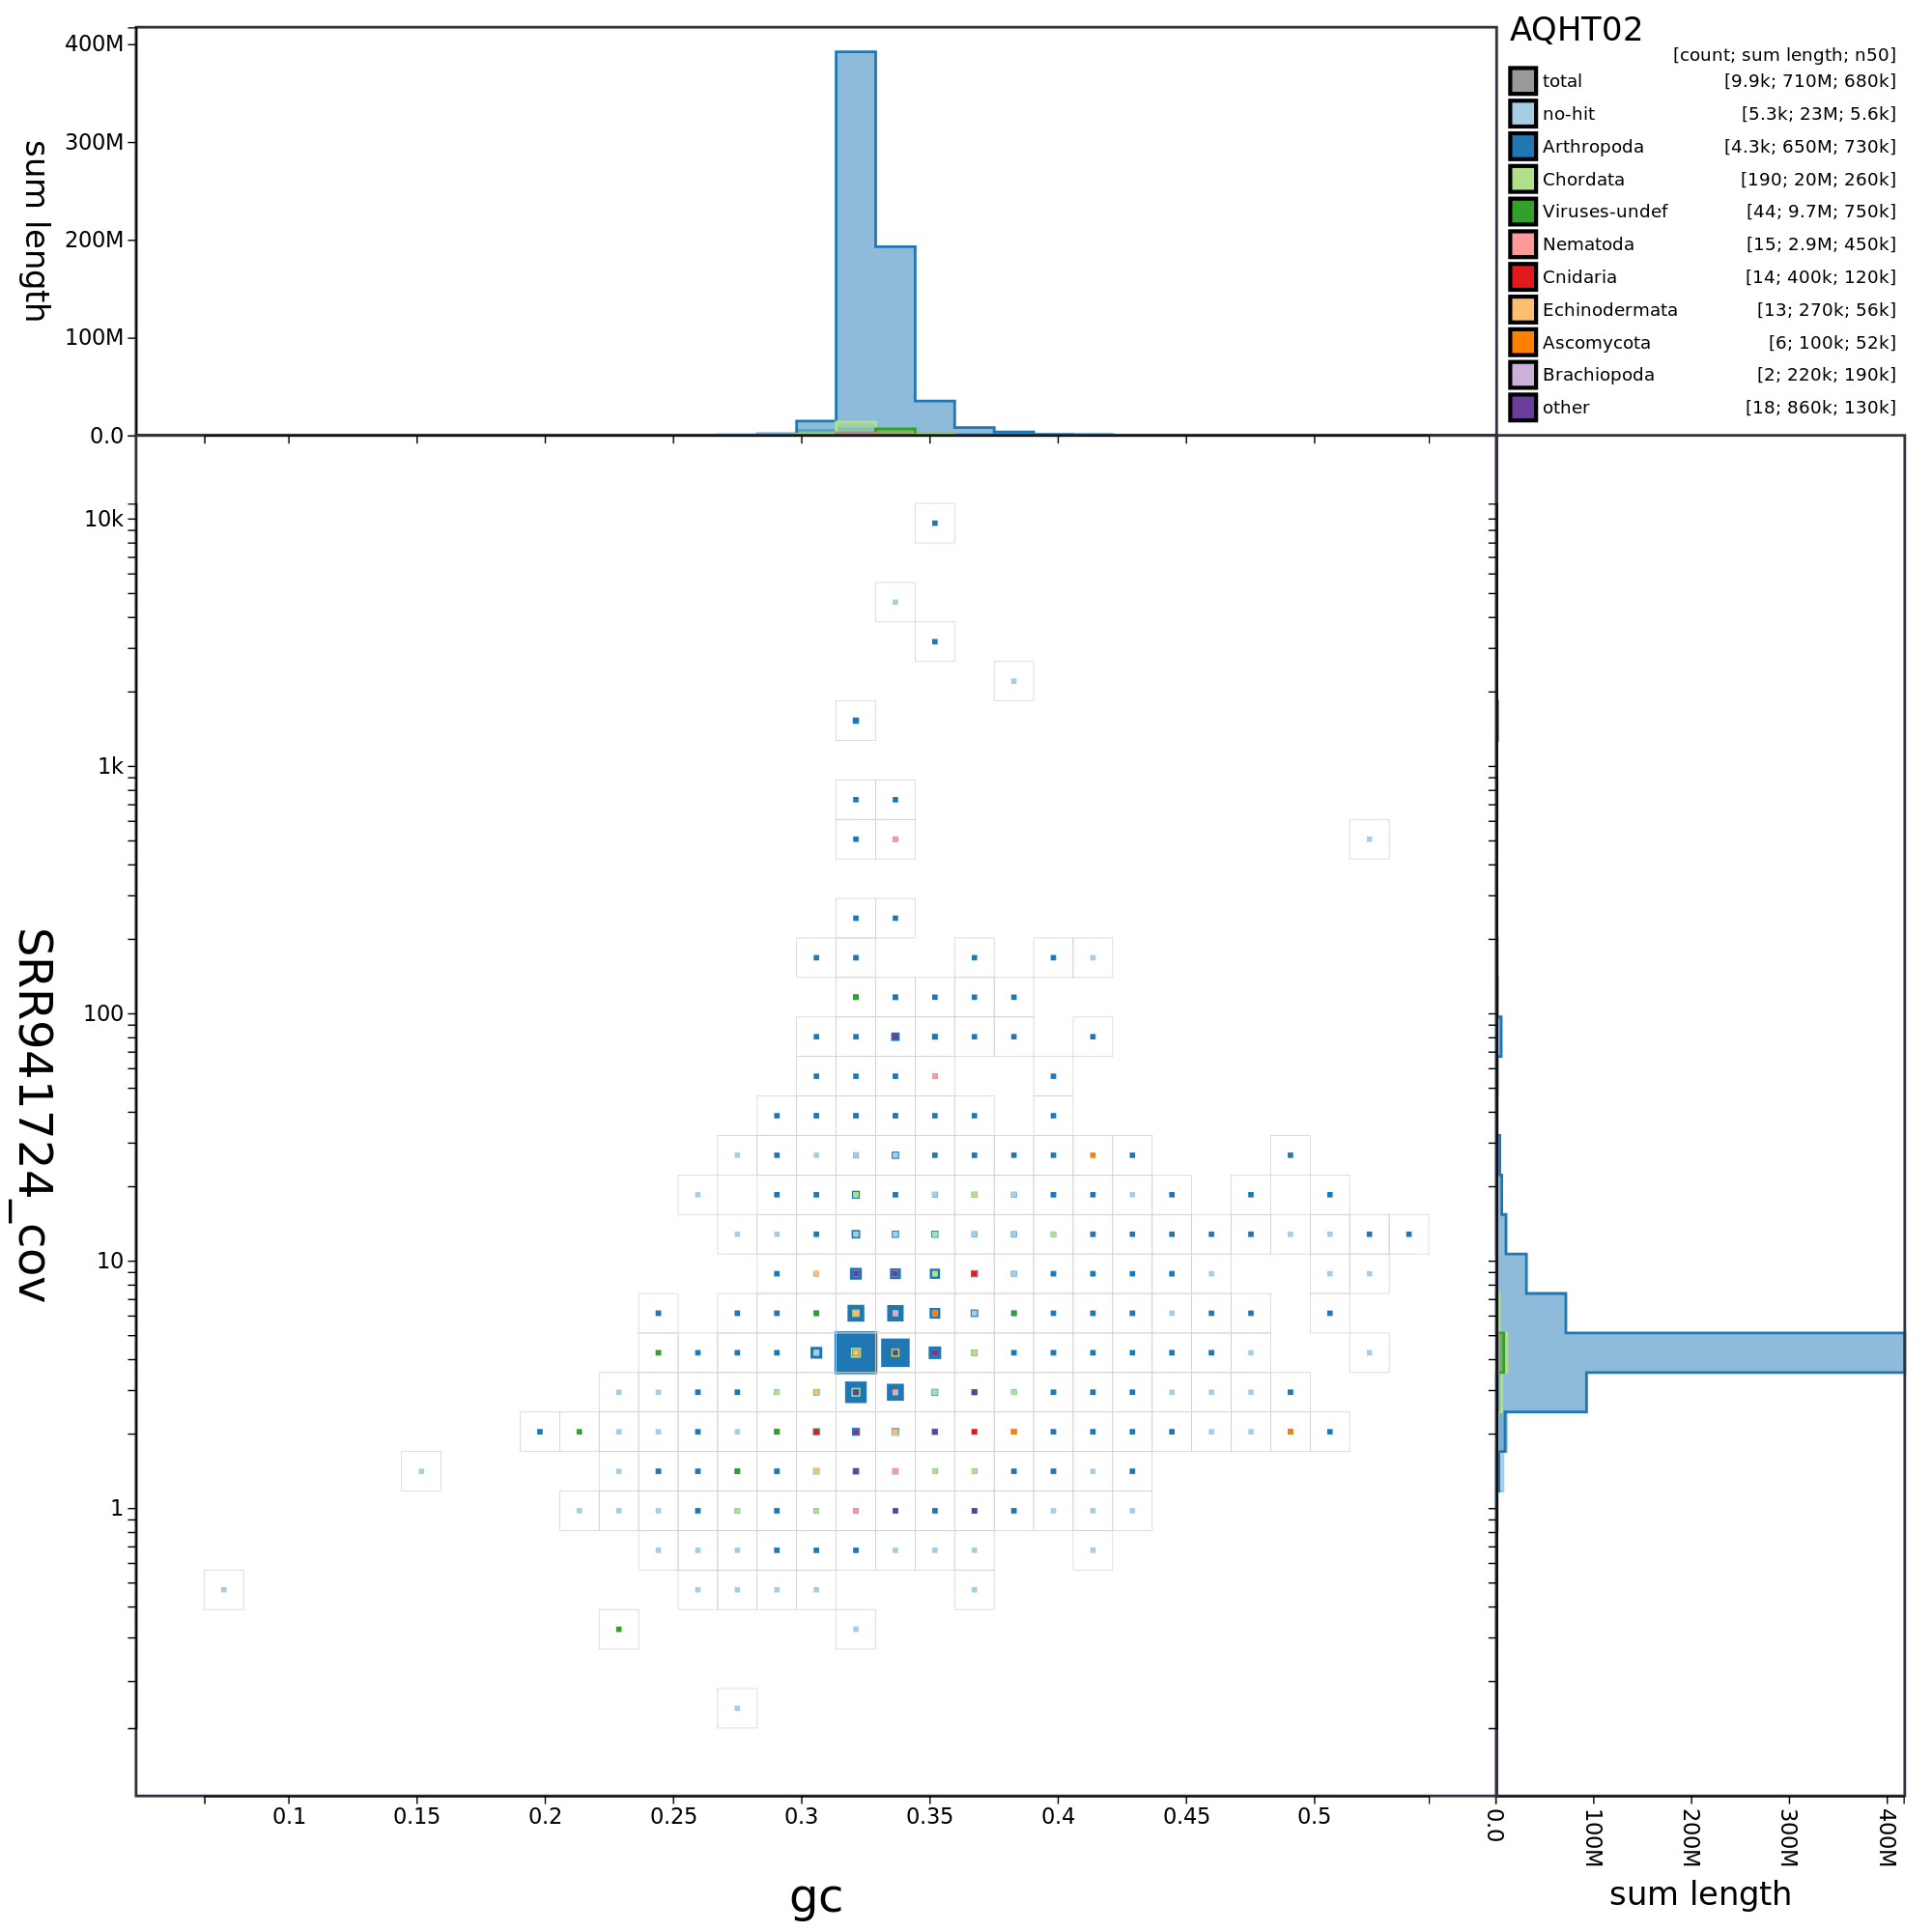 AQHT02
[count; sum length; n50]
total [9.9k; 710M; 680k]
no-hit [5.3k; 23M; 5.6k]
Arthropoda [4.3k; 650M; 730k]
Chordata [190; 20M; 260k]
Viruses-undef [44; 9.7M; 750k]
Nematoda [15; 2.9M; 450k]
Cnidaria [14; 400k; 120k]
Echinodermata [13; 270k; 56k]
Ascomycota [6; 100k; 52k]
Brachiopoda [2; 220k; 190k]
other [18; 860k; 130k]
sum length
400M
300M
200M
100M
0.0
SRR941724_cov
10k
1k
100
10
1
0.1 0.15 0.2 0.25 0.3 0.35 0.4 0.45 0.5
gc
0.0 100M 200M 300M 400M
sum length